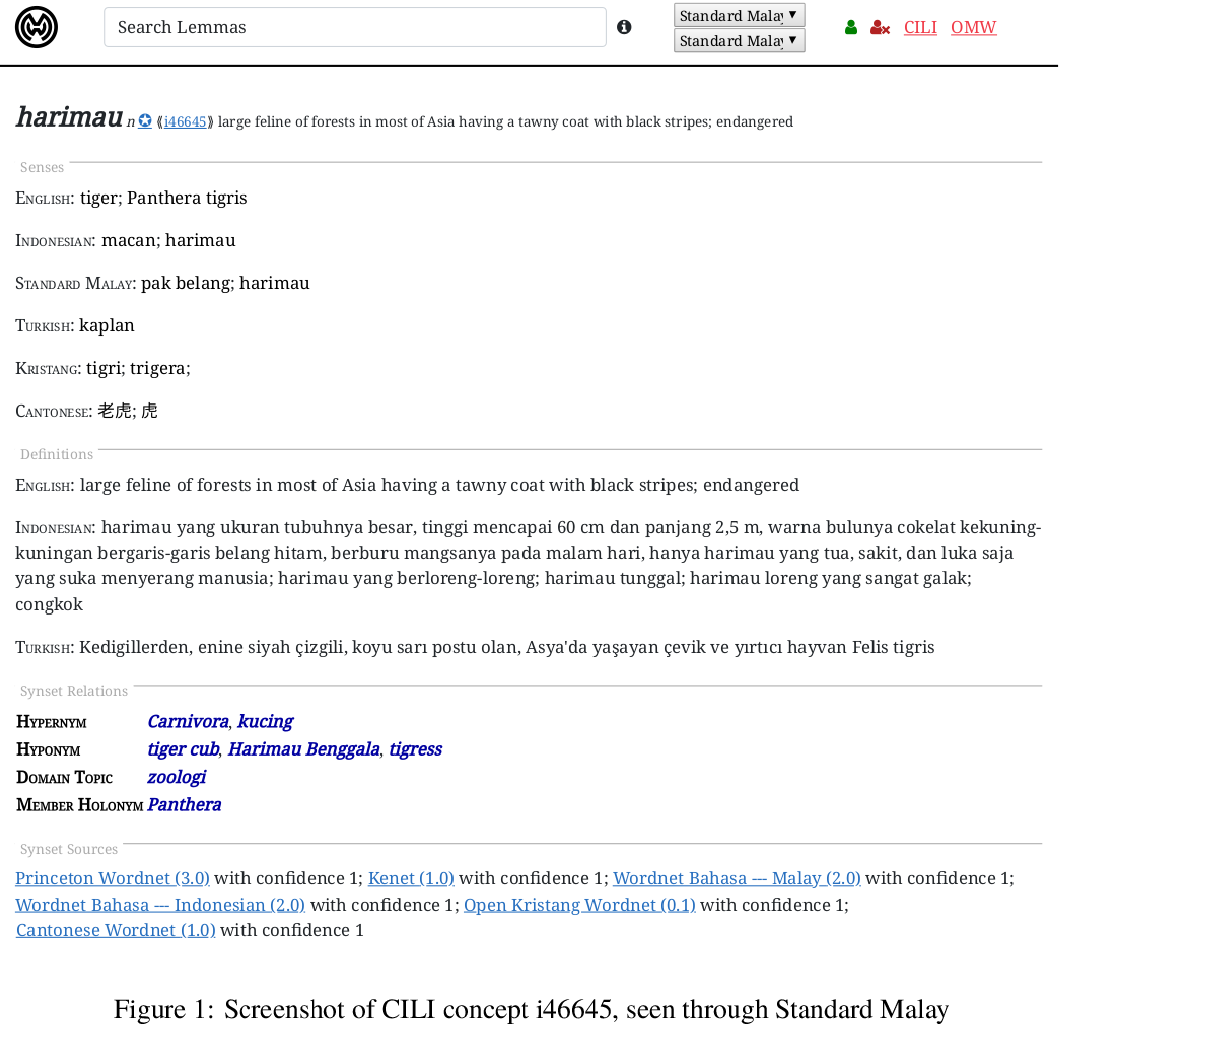 Search Lemmas
Standard Malay
Standard Malay
CILI OMW
harimau n ⟪i46645⟫ large feline of forests in most of Asia having a tawny coat with black stripes; endangered
Senses
English: tiger; Panthera tigris
Indonesian: macan; harimau
Standard Malay: pak belang; harimau
Turkish: kaplan
Kristang: tigri; trigera;
Cantonese: 老虎; 虎
Definitions
English: large feline of forests in most of Asia having a tawny coat with black stripes; endangered
Indonesian: harimau yang ukuran tubuhnya besar, tinggi mencapai 60 cm dan panjang 2,5 m, warna bulunya cokelat kekuning-
kuningan bergaris-garis belang hitam, berburu mangsanya pada malam hari, hanya harimau yang tua, sakit, dan luka saja
yang suka menyerang manusia; harimau yang berloreng-loreng; harimau tunggal; harimau loreng yang sangat galak;
congkok
Turkish: Kedigillerden, enine siyah çizgili, koyu sarı postu olan, Asya'da yaşayan çevik ve yırtıcı hayvan Felis tigris
Synset Relations
Hypernym Carnivora, kucing
Hyponym tiger cub, Harimau Benggala, tigress
Domain Topic zoologi
Member Holonym Panthera
Synset Sources
Princeton Wordnet (3.0) with confidence 1; Kenet (1.0) with confidence 1; Wordnet Bahasa --- Malay (2.0) with confidence 1;
Wordnet Bahasa --- Indonesian (2.0) with confidence 1; Open Kristang Wordnet (0.1) with confidence 1;
Cantonese Wordnet (1.0) with confidence 1
Figure 1: Screenshot of CILI concept i46645, seen through Standard Malay